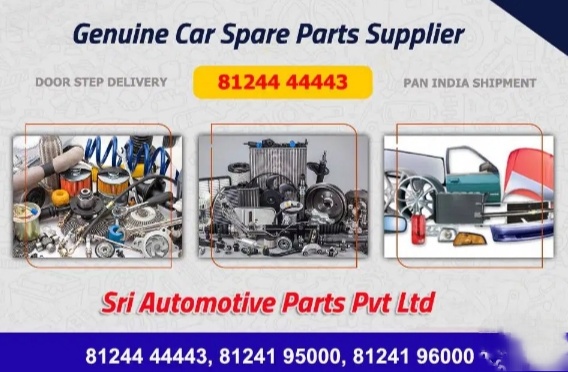 Genuine Car Spare Parts Supplier
DOOR STEP DELIVERY
81244 44443
PAN INDIA SHIPMENT
Sri Automotive Parts Pvt Ltd
81244 44443, 81241 95000, 81241 96000